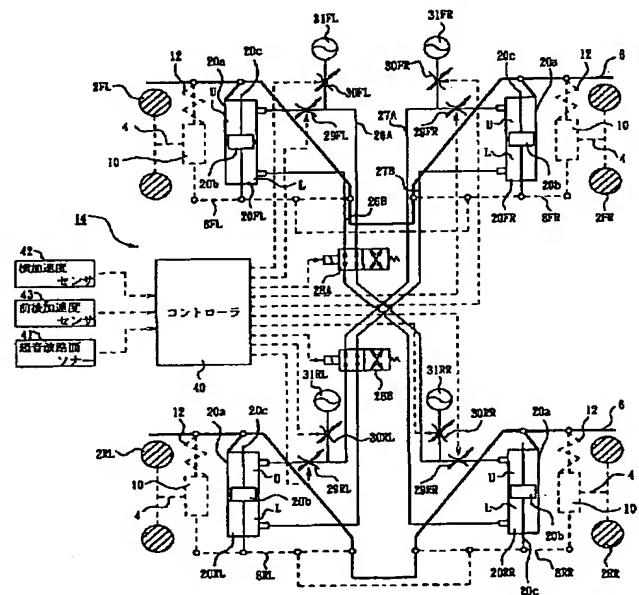 31FL 31FR
20a 20c 30FL 30FR 20c 12 6
2FL 12 20a
U 29FL 26A 27A 29FR U 10
4 L 4
10 20b 27B 20b
L 26B
8FL 20FL 20FR 8FR 2FR
14
42 28A
横加速度センサ
43
前後加速度センサ
コントローラ
41
超音波路面ソナー
40 28B
31RL 31RR
12 20a 20c 30RR 20a 12 6
2RL 30RL
U U
10 29RL 29RR 4
4 20b L 10
L 20b
20RL 8RL 20RR 8RR
20c 2RR